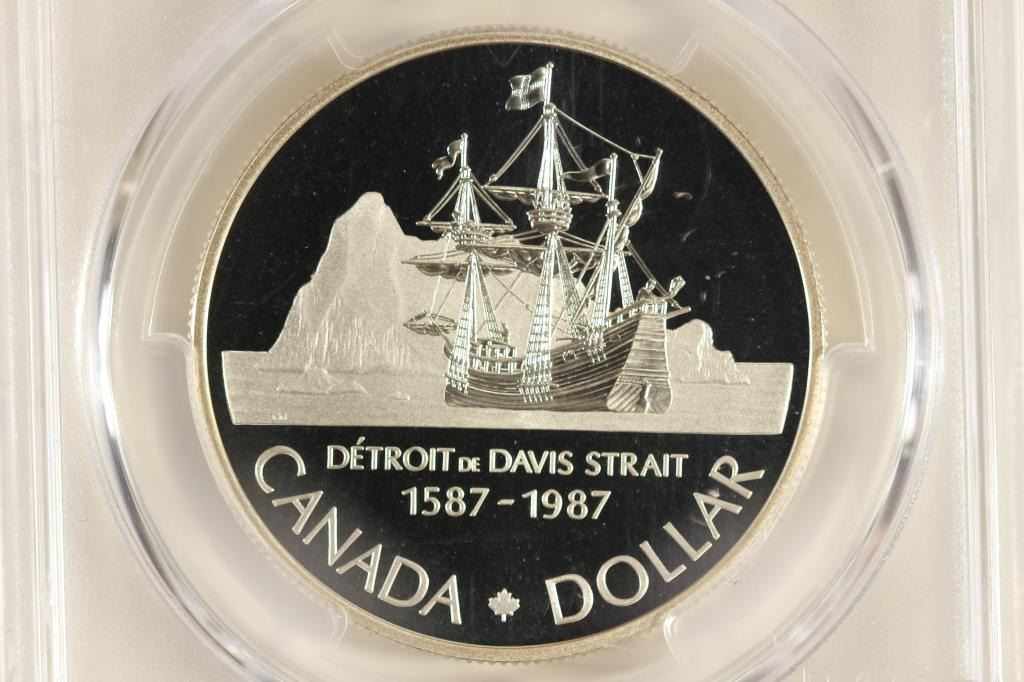 DÉTROIT DE DAVIS STRAIT
1587-1987
CANADA DOLLAR